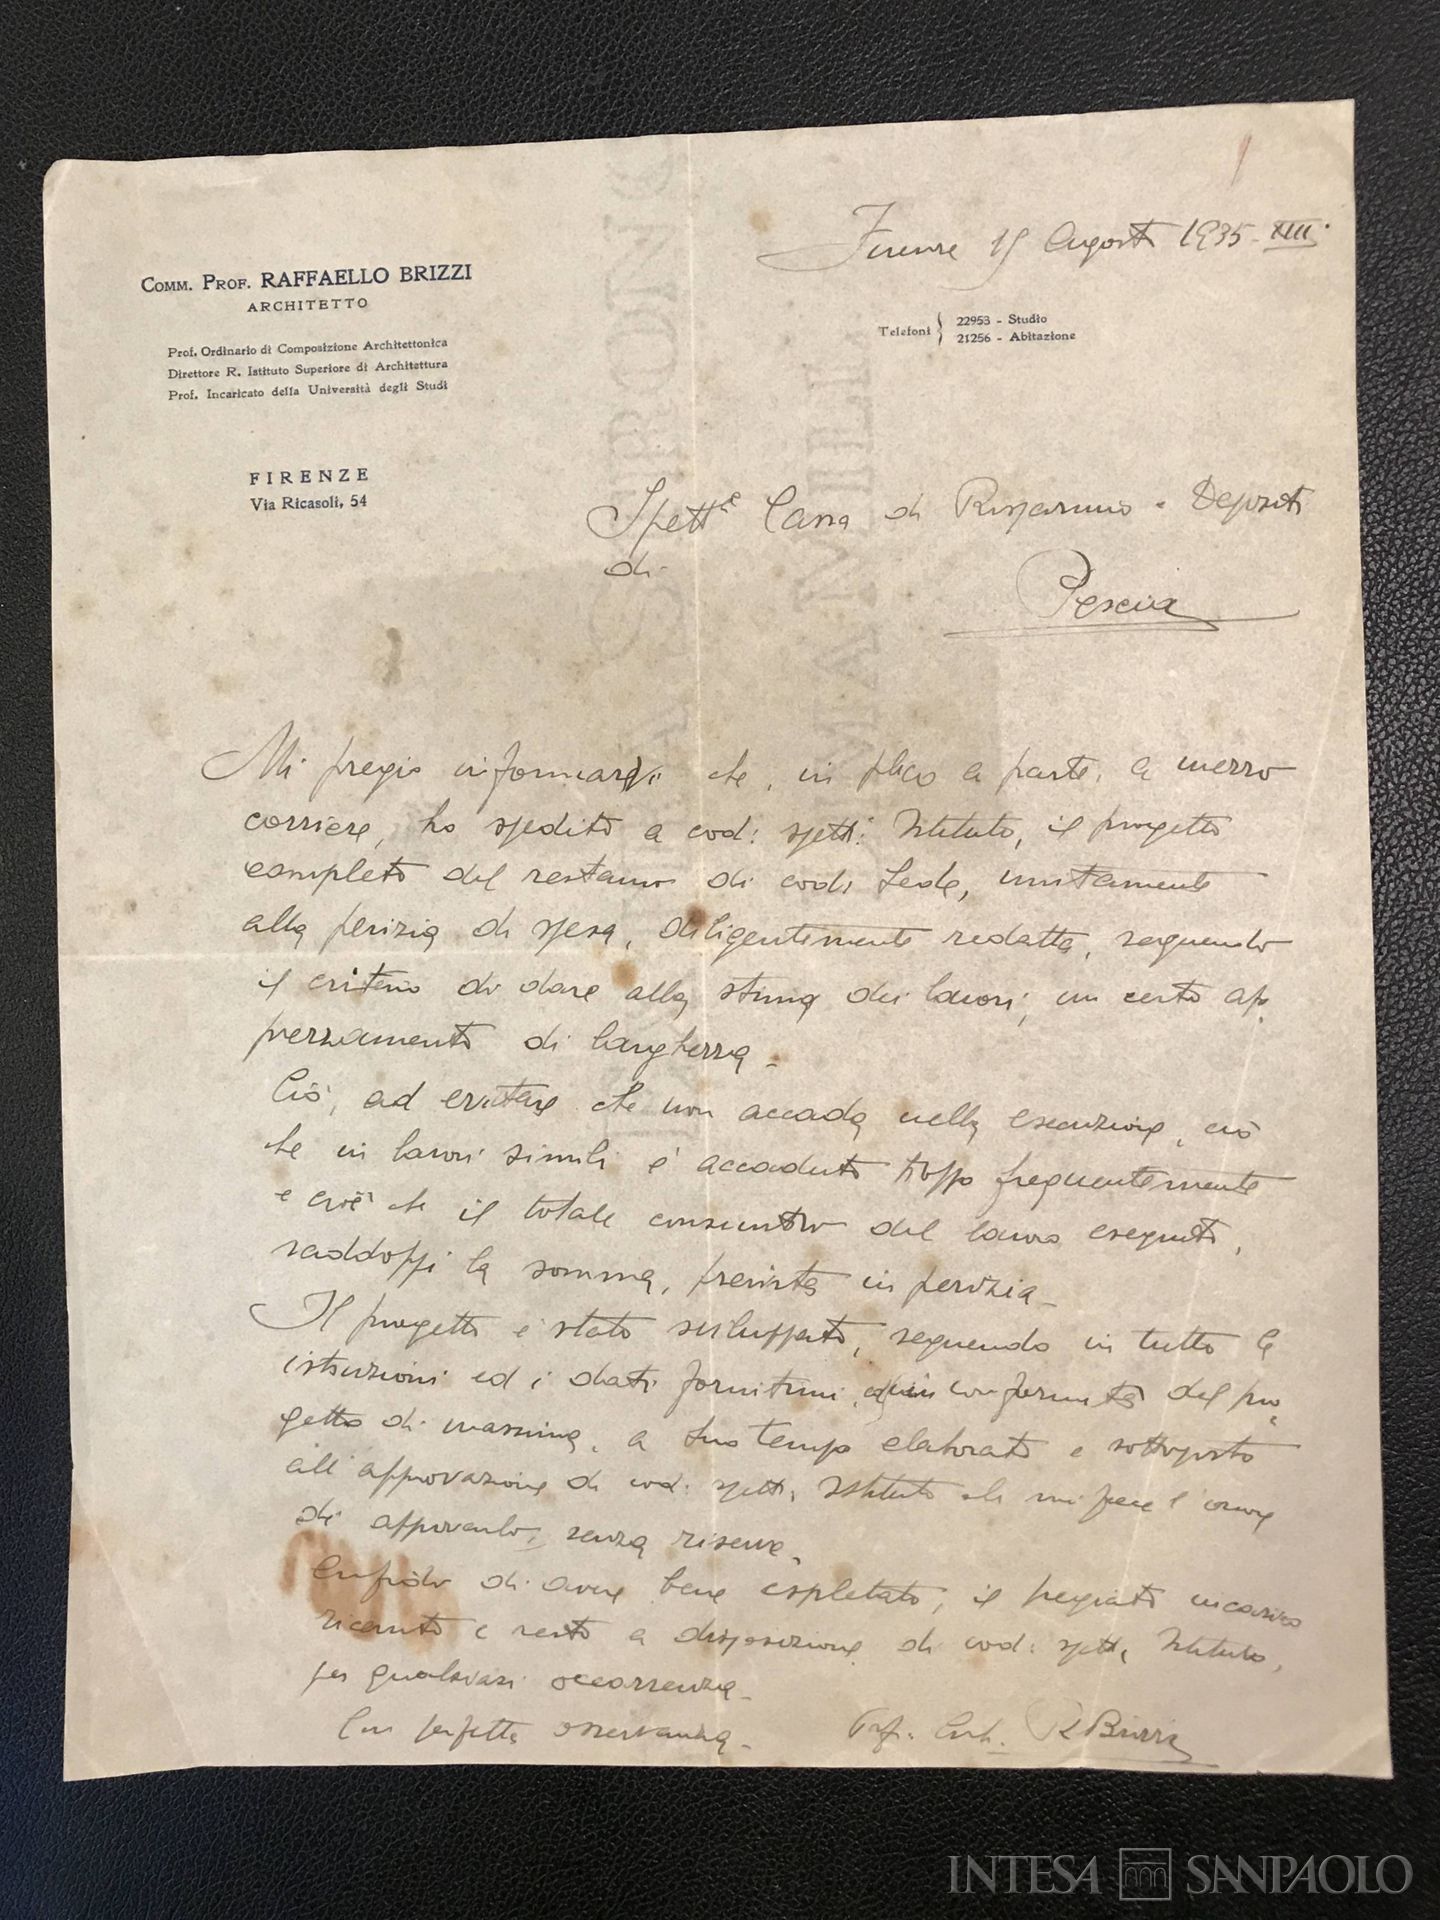 Firenze 15 Agosto 1935 - XIII.
COMM. PROF. RAFFAELLO BRIZZI
ARCHITETTO
Telefoni { 22953 - Studio
21256 - Abitazione
Prof. Ordinario di Composizione Architettonica
Direttore R. Istituto Superiore di Architettura
Prof. Incaricato della Università degli Studi
FIRENZE
Via Ricasoli, 54
Spettle Cassa di Risparmio e Depositi
di
Pescia
Mi pregio informare che, in plico a parte, a mezzo
corriere, ho spedito a cod: spett: Istituto, il progetto
completo del restauro di cod: Sede, unitamente
alla perizia di spesa, diligentemente redatta, seguendo
il criterio di dare alla stima dei lavori, un certo ap,
prezzamento di larghezza -
Ciò, ad evitare che non accada nella esecuzione, ciò
che in lavori simili è accaduto troppo frequentemente
e cioè che il totale consuntivo del lavoro eseguito,
raddoppi la somma, prevista in perizia -
Il progetto è stato sviluppato, seguendo in tutto le
istruzioni ed i dati fornitimi, in conformità del pro,
getto di massima, a suo tempo elaborato e sottoposto
all'approvazione di cod: spett: Istituto che mi fece l'onore
di approvarlo, senza riserve.
Confido di avere bene espletato, il pregiato incarico
ricevuto e resto a disposizione di cod: spett: Istituto,
per qualsiasi occorrenza -
Con perfetta osservanza - Prof. Arch. R Brizzi
INTESA SANPAOLO